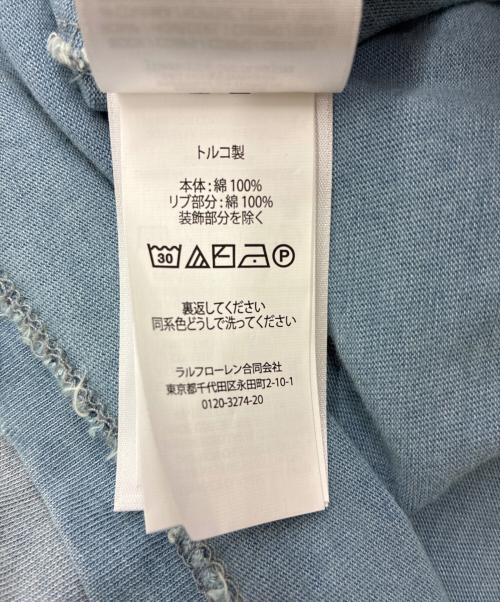 トルコ製
本体：綿 100%
リブ部分：綿 100%
装飾部分を除く
30 P
裏返してください
同系色どうしで洗ってください
ラルフローレン合同会社
東京都千代田区永田町2-10-1
0120-3274-20